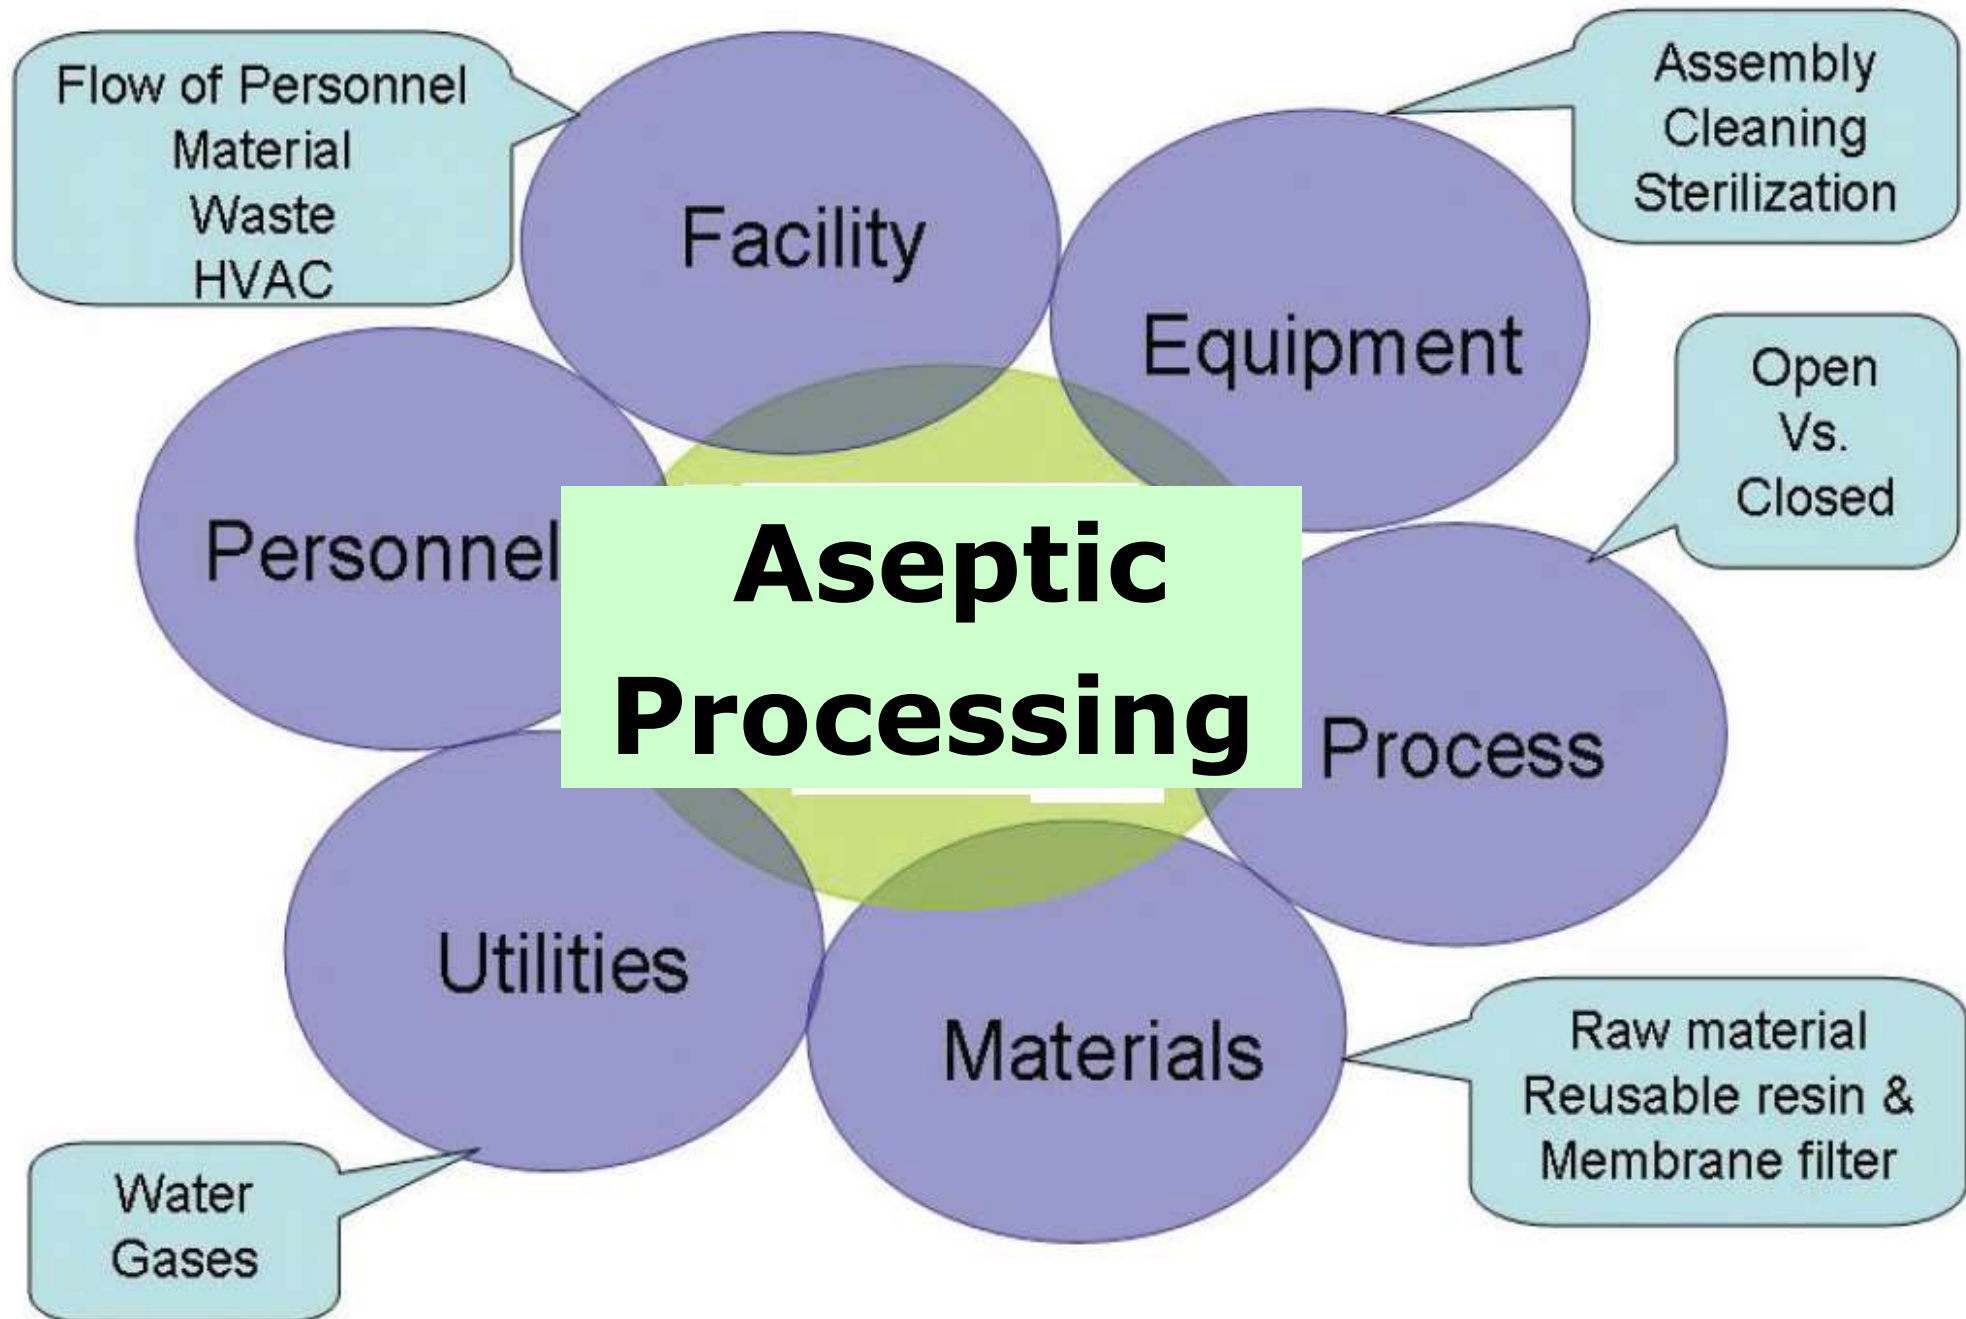 Flow of Personnel
Material
Waste
HVAC
Assembly
Cleaning
Sterilization
Facility
Equipment
Open
Vs.
Closed
Personnel
Aseptic
Processing
Process
Utilities
Materials
Raw material
Reusable resin &
Membrane filter
Water
Gases